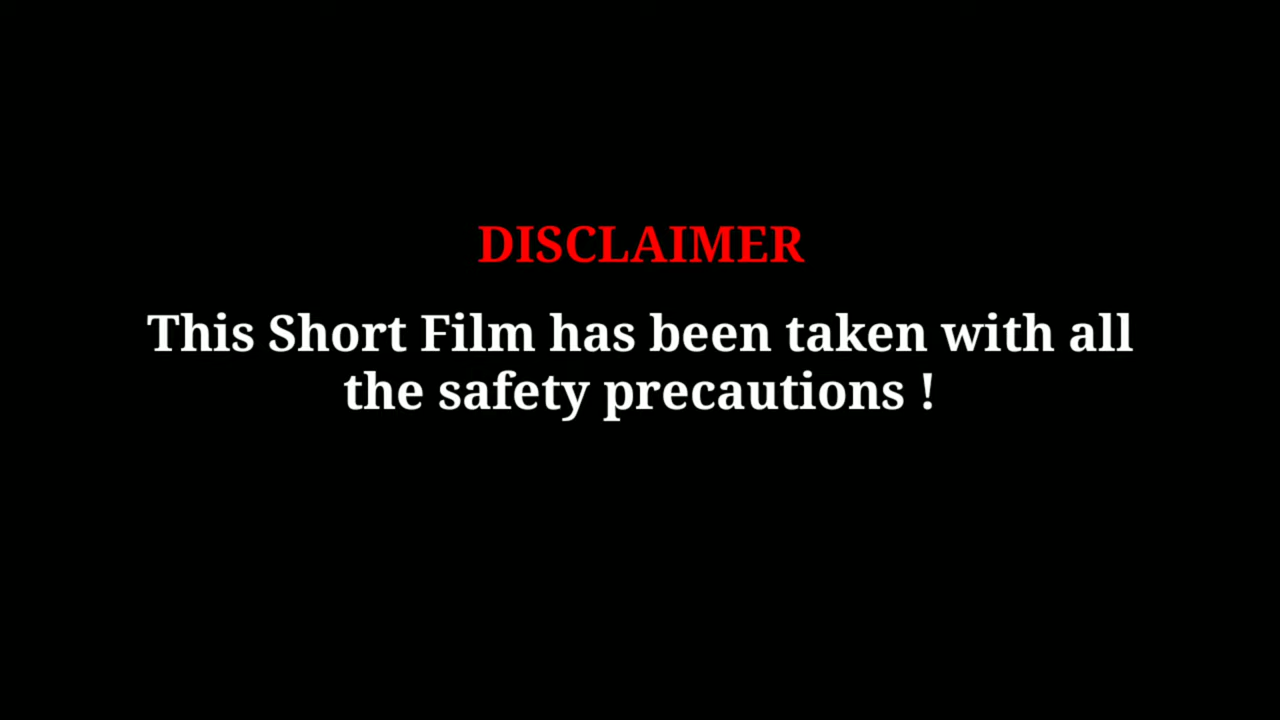 DISCLAIMER
This Short Film has been taken with all
the safety precautions !